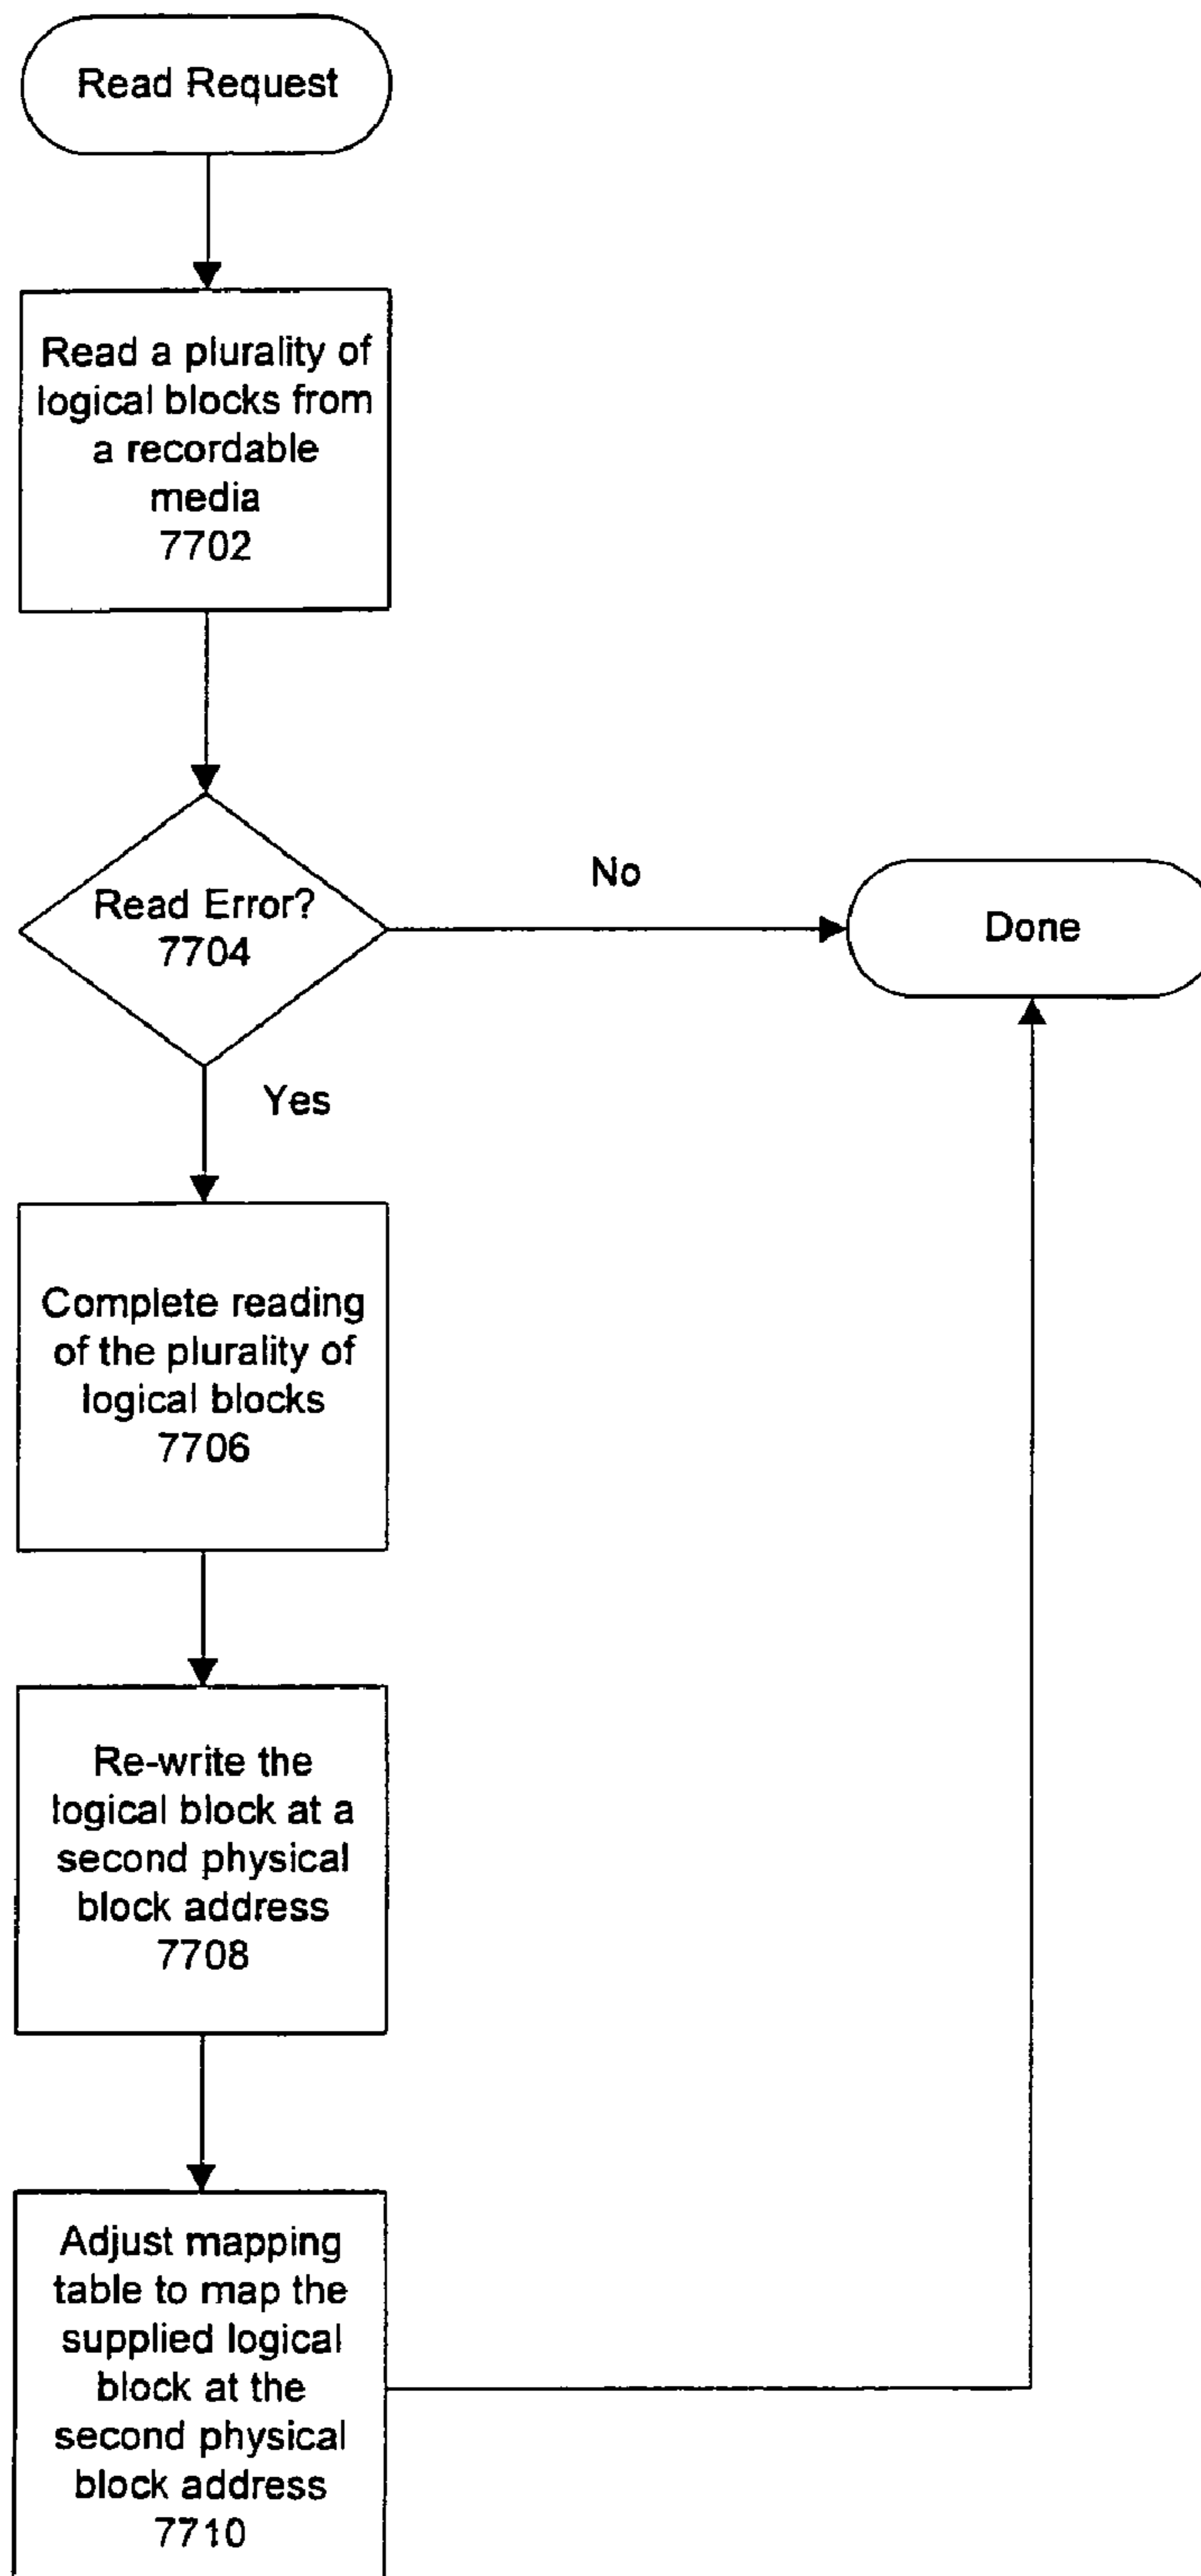 Read Request
Read a plurality of
logical blocks from
a recordable
media
7702
Read Error?
7704
No
Done
Yes
Complete reading
of the plurality of
logical blocks
7706
Re-write the
logical block at a
second physical
block address
7708
Adjust mapping
table to map the
supplied logical
block at the
second physical
block address
7710